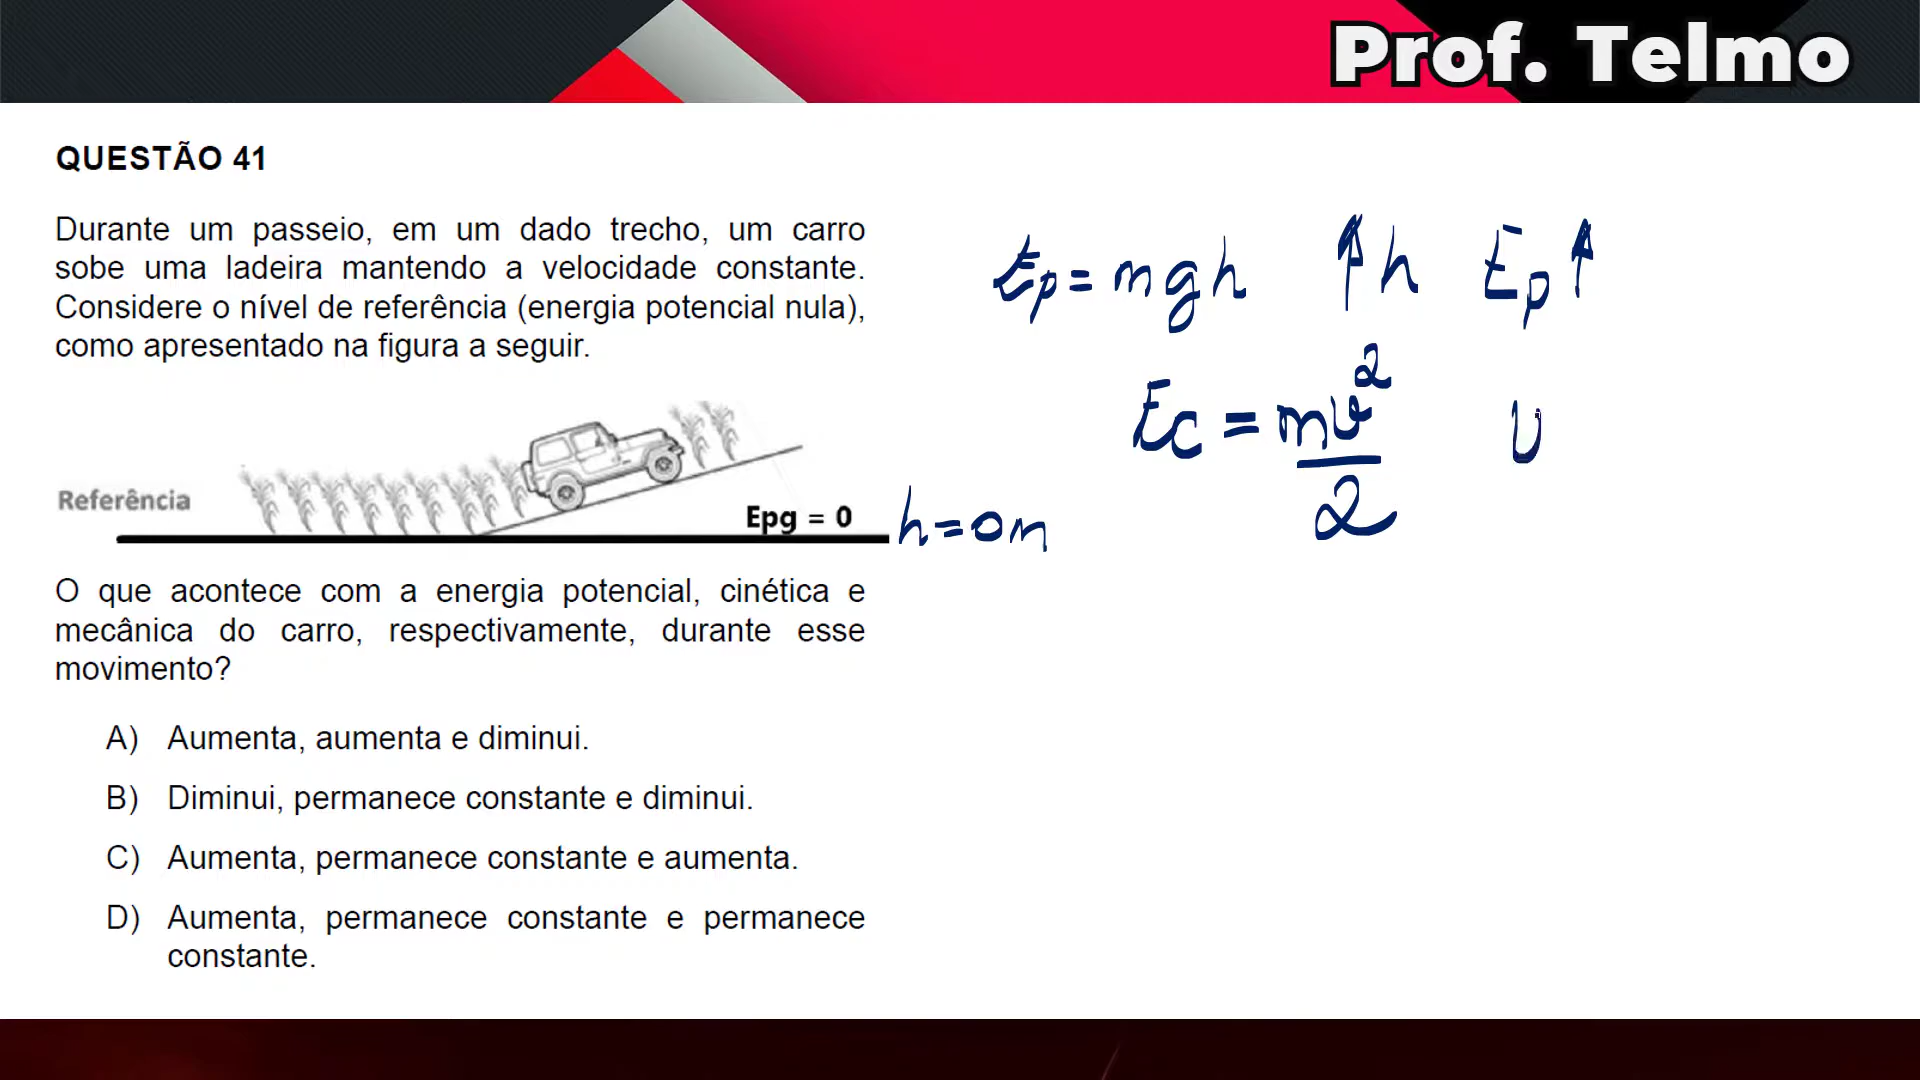 Prof. Telmo
QUESTÃO 41
Durante um passeio, em um dado trecho, um carro
sobe uma ladeira mantendo a velocidade constante.
Considere o nível de referência (energia potencial nula),
como apresentado na figura a seguir.
Ep = mgh ↑h Ep↑
Ec = mv²/2 v
Referência
Epg = 0
h=0m
O que acontece com a energia potencial, cinética e
mecânica do carro, respectivamente, durante esse
movimento?
A) Aumenta, aumenta e diminui.
B) Diminui, permanece constante e diminui.
C) Aumenta, permanece constante e aumenta.
D) Aumenta, permanece constante e permanece
constante.